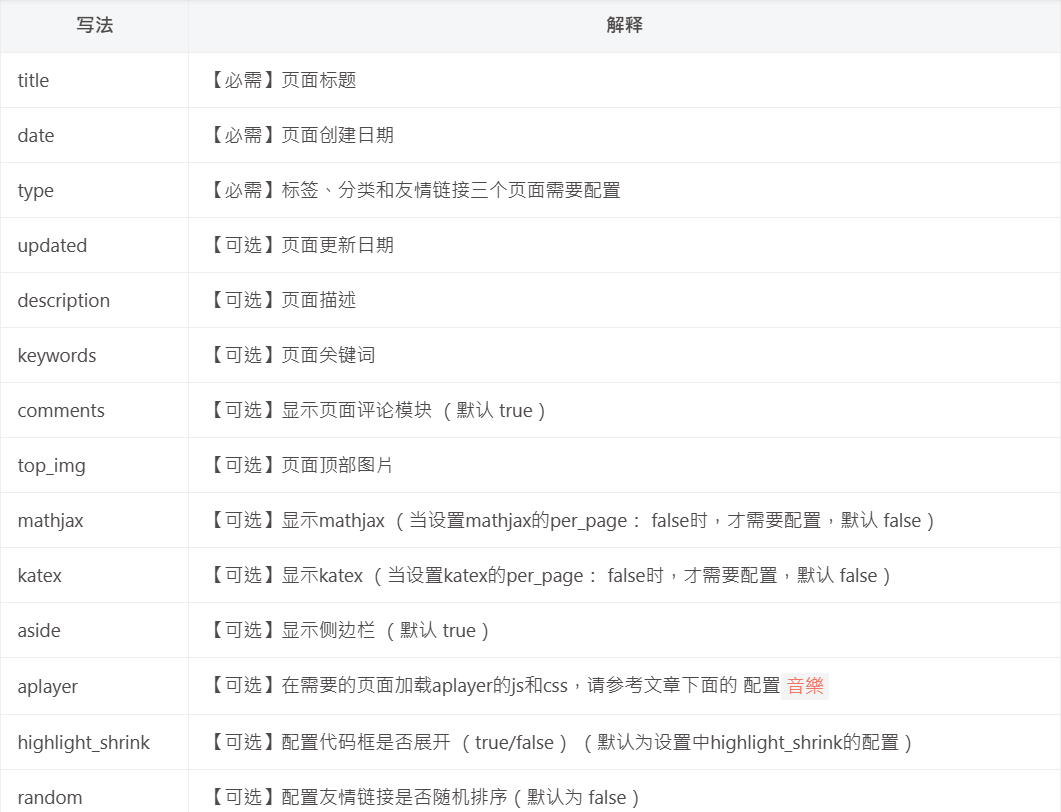 写法 解释
title 【必需】页面标题
date 【必需】页面创建日期
type 【必需】标签、分类和友情链接三个页面需要配置
updated 【可选】页面更新日期
description 【可选】页面描述
keywords 【可选】页面关键词
comments 【可选】显示页面评论模块 （默认 true）
top_img 【可选】页面顶部图片
mathjax 【可选】显示mathjax （当设置mathjax的per_page： false时，才需要配置，默认 false）
katex 【可选】显示katex （当设置katex的per_page： false时，才需要配置，默认 false）
aside 【可选】显示侧边栏 （默认 true）
aplayer 【可选】在需要的页面加载aplayer的js和css，请参考文章下面的 配置 音樂
highlight_shrink 【可选】配置代码框是否展开 （true/false）（默认为设置中highlight_shrink的配置）
random 【可选】配置友情链接是否随机排序（默认为 false）